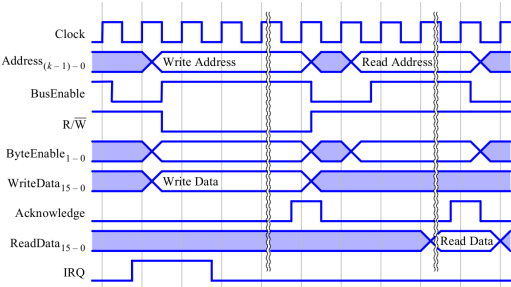 Clock
Address(k−1)−0 Write Address Read Address
BusEnable
R/W̅
ByteEnable1−0
WriteData15−0 Write Data
Acknowledge
ReadData15−0 Read Data
IRQ